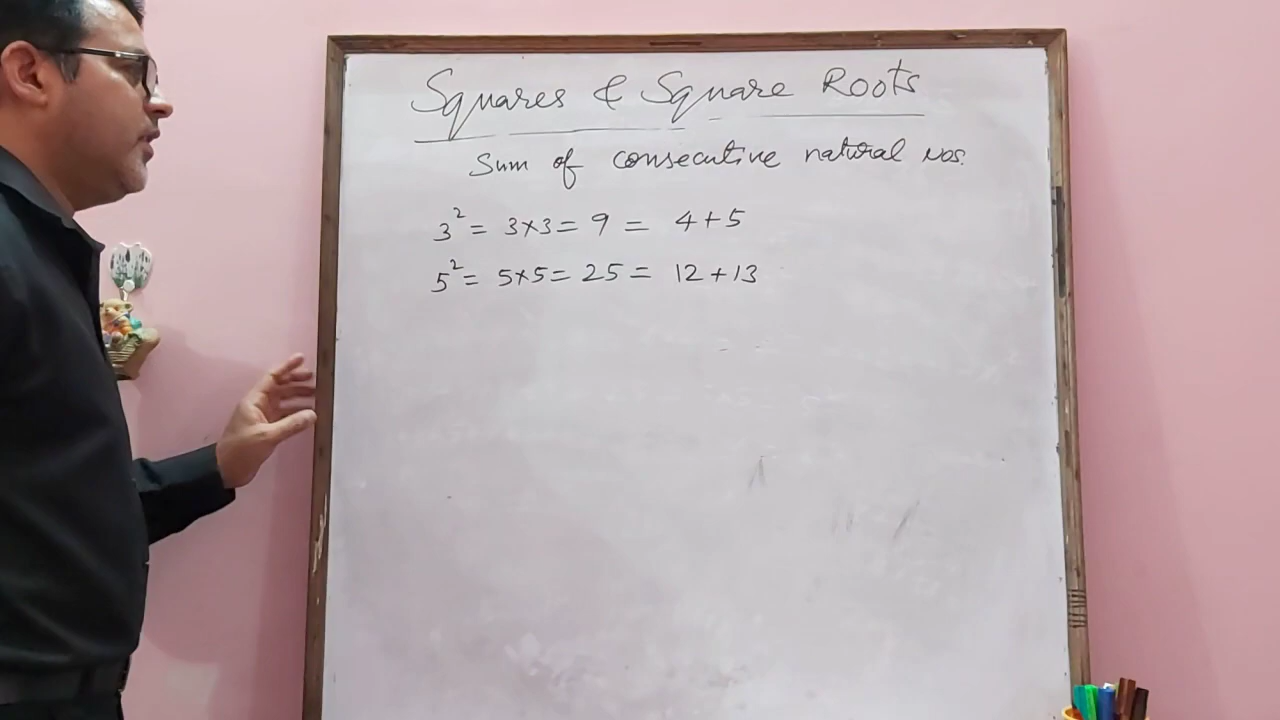 Squares & Square Roots
Sum of consecutive natural Nos.
3² = 3×3 = 9 = 4+5
5² = 5×5 = 25 = 12+13